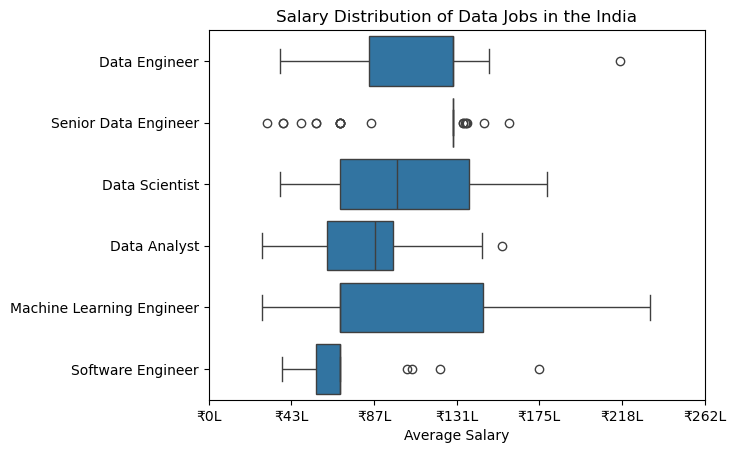 Salary Distribution of Data Jobs in the India
Data Engineer
Senior Data Engineer
Data Scientist
Data Analyst
Machine Learning Engineer
Software Engineer
₹0L ₹43L ₹87L ₹131L ₹175L ₹218L ₹262L
Average Salary